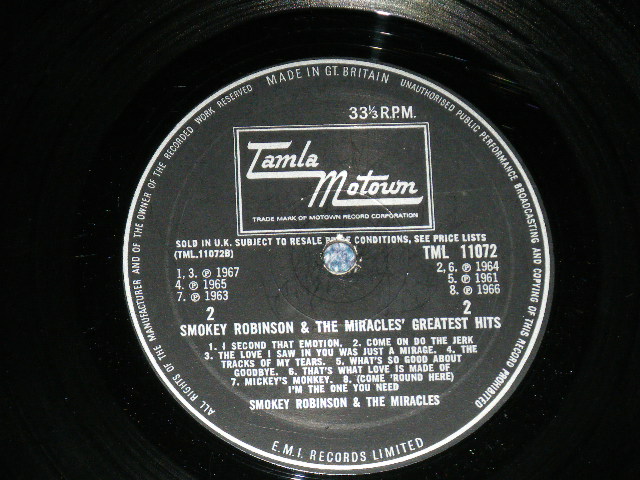 MADE IN GT. BRITAIN
UNAUTHORISED PUBLIC PERFORMANCE BROADCASTING AND COPYING OF THIS RECORD PROHIBITED
ALL RIGHTS OF THE MANUFACTURER AND OF THE OWNER OF THE RECORDED WORK RESERVED
33⅓ R.P.M.
Tamla
Motown
TRADE MARK OF MOTOWN RECORD CORPORATION
SOLD IN U.K. SUBJECT TO RESALE PRICE CONDITIONS, SEE PRICE LISTS
(TML.11072B)
TML 11072
1, 3. ℗ 1967
4. ℗ 1965
7. ℗ 1963
2, 6. ℗ 1964
5. ℗ 1961
8. ℗ 1966
2
2
SMOKEY ROBINSON & THE MIRACLES' GREATEST HITS
1. I SECOND THAT EMOTION. 2. COME ON DO THE JERK
3. THE LOVE I SAW IN YOU WAS JUST A MIRAGE. 4. THE
TRACKS OF MY TEARS. 5. WHAT'S SO GOOD ABOUT
GOODBYE. 6. THAT'S WHAT LOVE IS MADE OF
7. MICKEY'S MONKEY. 8. (COME 'ROUND HERE)
I'M THE ONE YOU NEED
SMOKEY ROBINSON & THE MIRACLES
E.M.I. RECORDS LIMITED